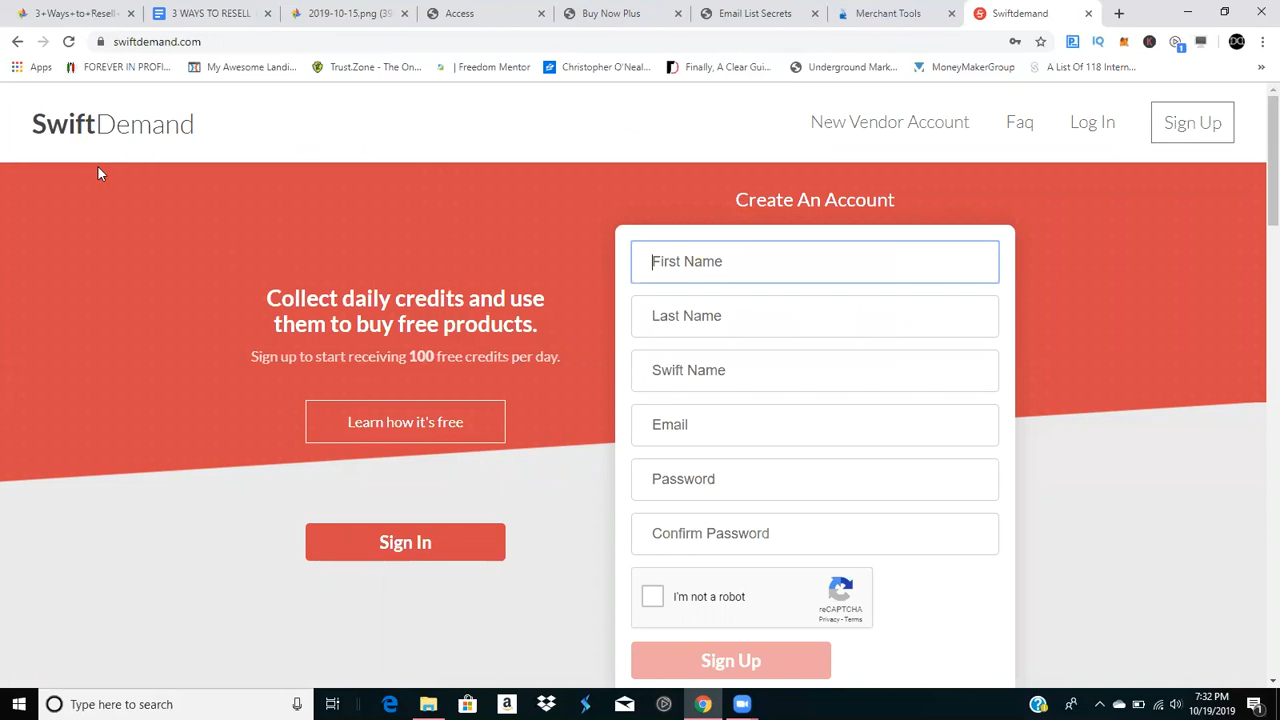 3+Ways+to+Resell+
3 WAYS TO RESELL
2019-10-15.png (39
Access
Buy Now Plus
Email List Secrets
Merchant Tools
Swiftdemand
swiftdemand.com
Apps
FOREVER IN PROFI...
My Awesome Landi...
Trust.Zone - The On...
| Freedom Mentor
Christopher O'Neal...
Finally, A Clear Gui...
Underground Mark...
MoneyMakerGroup
A List Of 118 Intern...
»
SwiftDemand
New Vendor Account
Faq
Log In
Sign Up
Create An Account
First Name
Last Name
Swift Name
Email
Password
Confirm Password
I'm not a robot
reCAPTCHA
Privacy - Terms
Sign Up
Collect daily credits and use
them to buy free products.
Sign up to start receiving 100 free credits per day.
Learn how it's free
Sign In
Type here to search
7:32 PM
10/19/2019